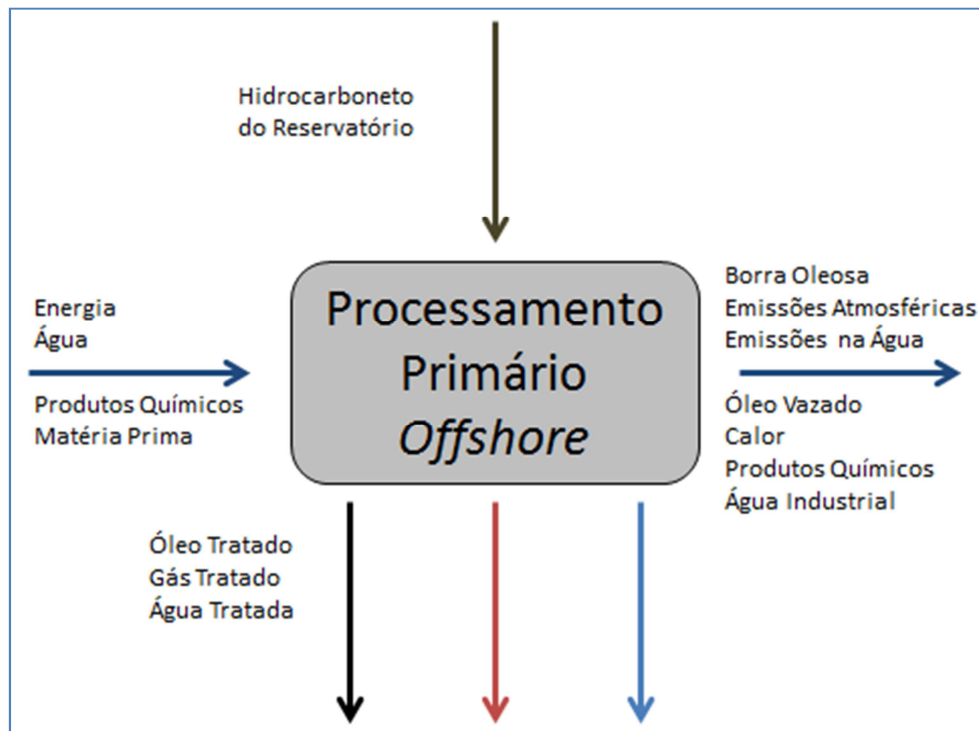 Hidrocarboneto
do Reservatório
Energia
Água
Produtos Químicos
Matéria Prima
Processamento
Primário
Offshore
Borra Oleosa
Emissões Atmosféricas
Emissões na Água
Óleo Vazado
Calor
Produtos Químicos
Água Industrial
Óleo Tratado
Gás Tratado
Água Tratada